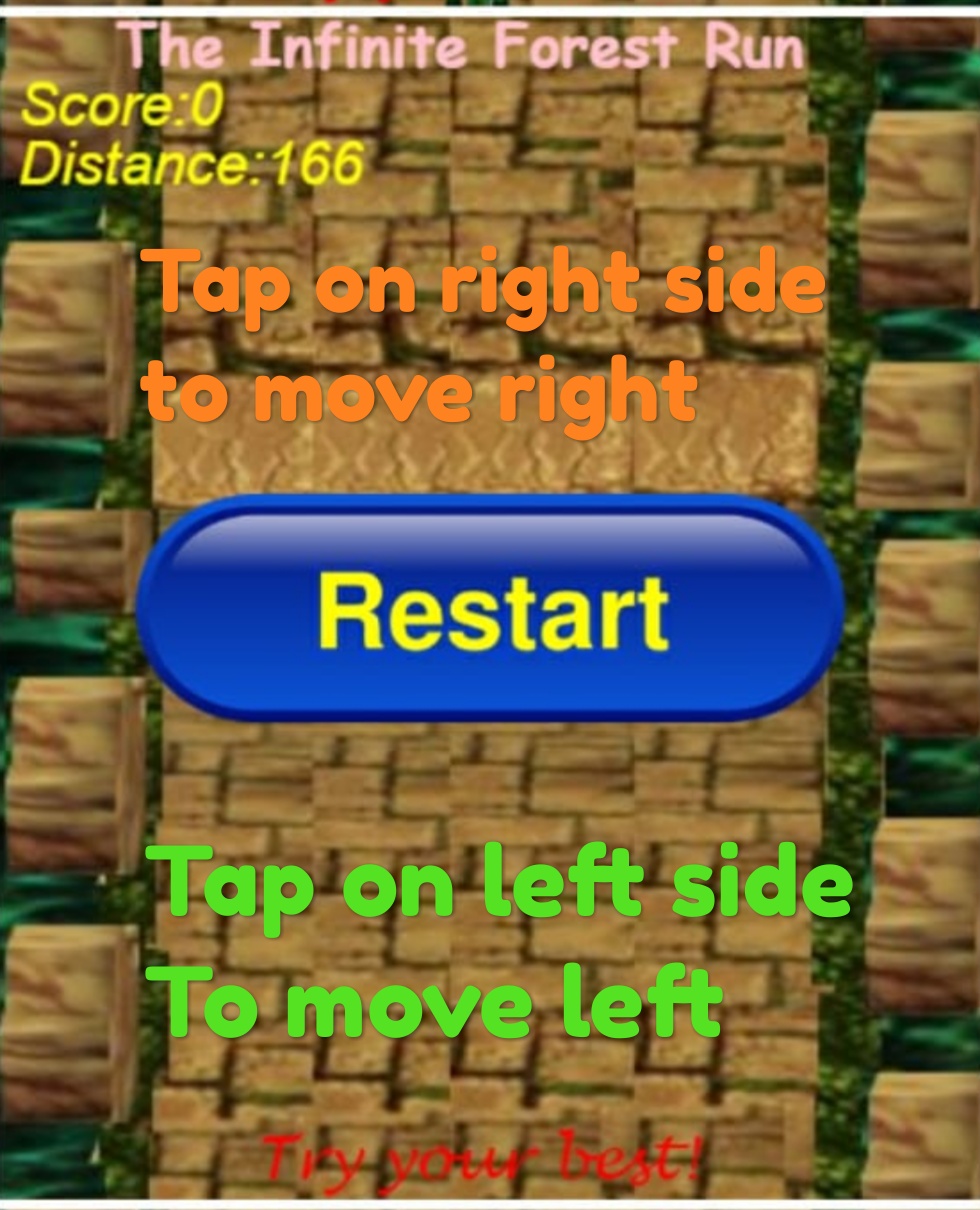 The Infinite Forest Run
Score:0
Distance:166
Tap on right side
to move right
Restart
Tap on left side
To move left
Try your best!